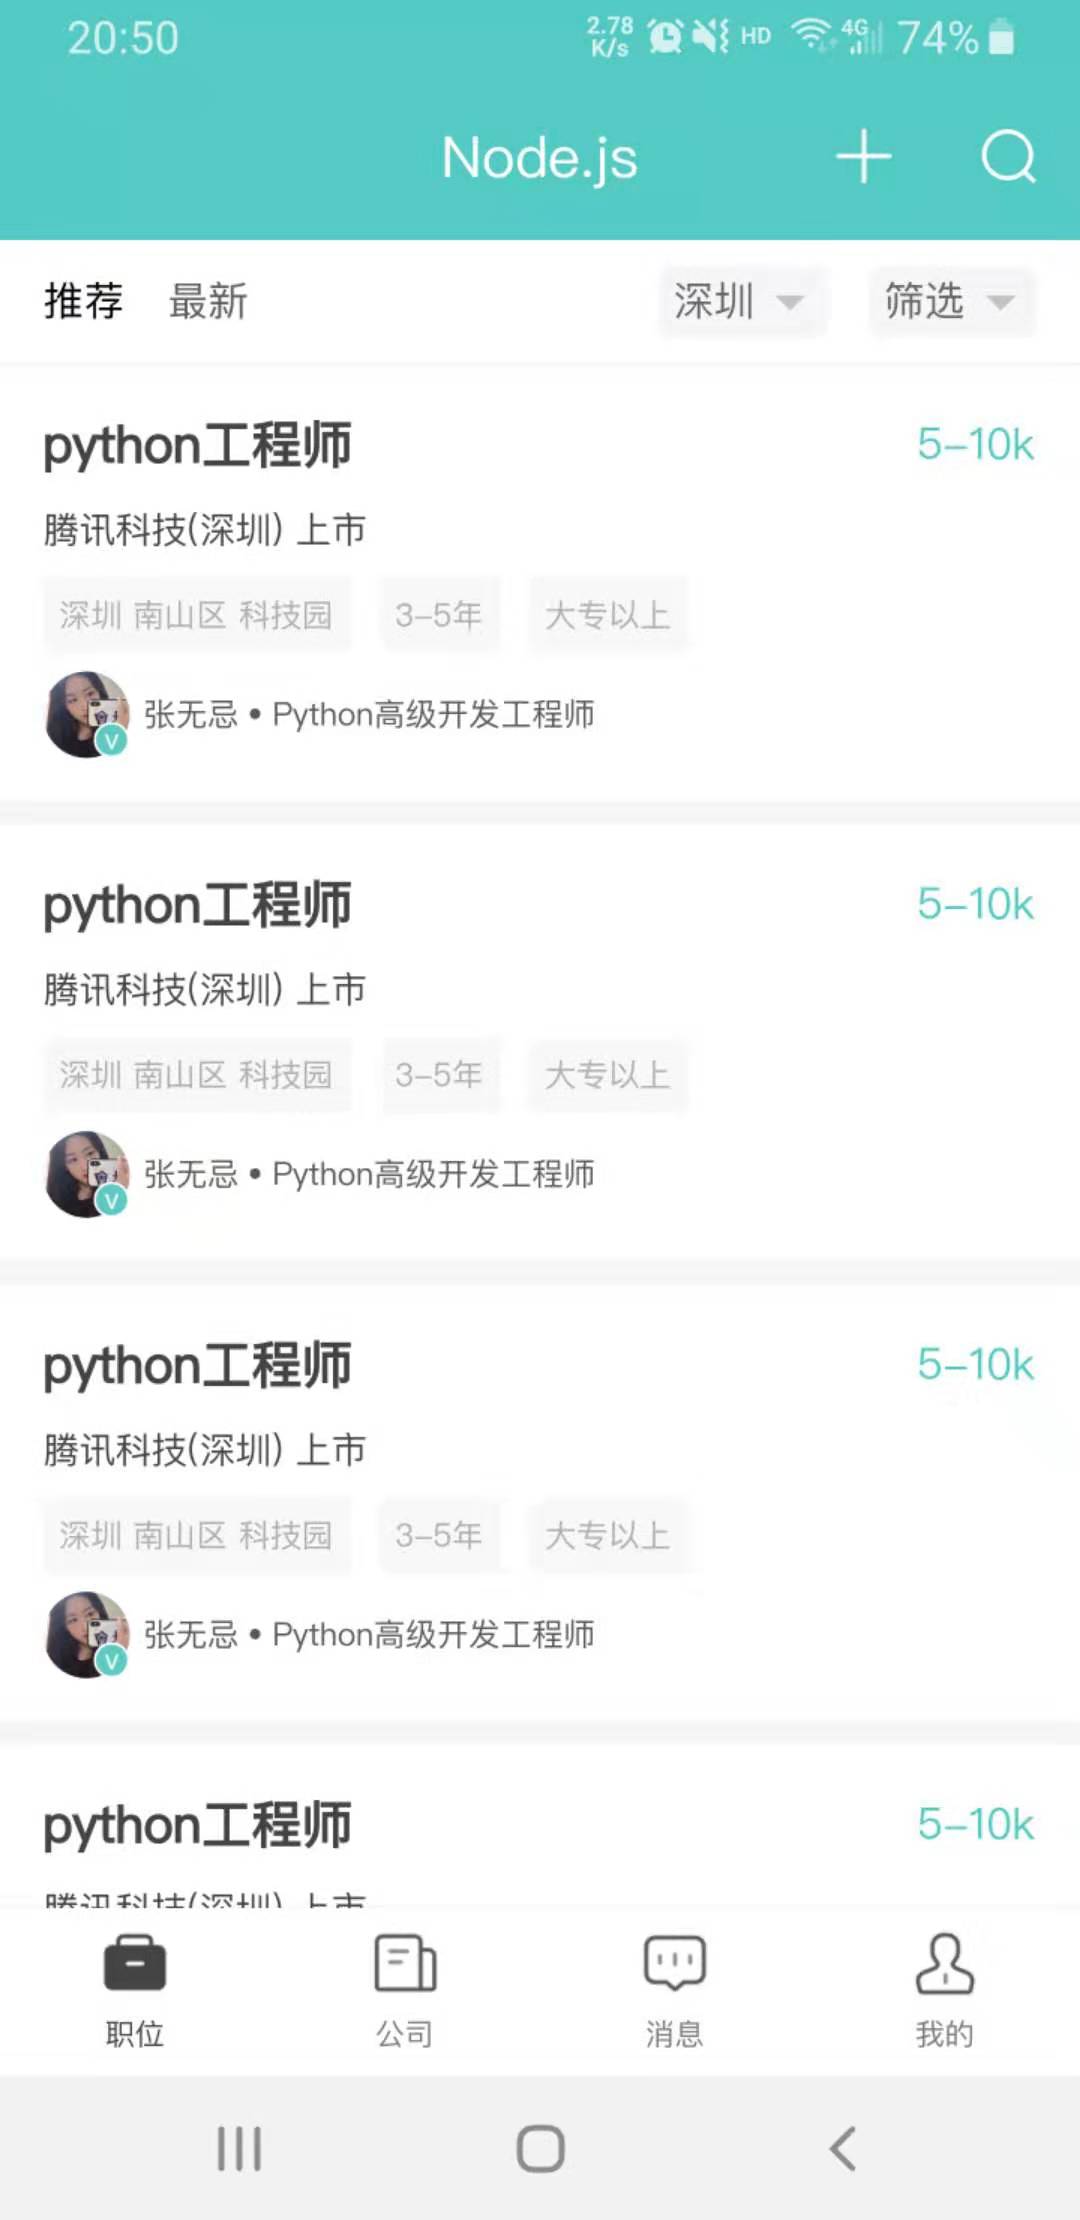 20:50 2.78 K/s HD 4G 74%
Node.js
推荐 最新 深圳 筛选
python工程师 5-10k
腾讯科技(深圳) 上市
深圳 南山区 科技园 3-5年 大专以上
V 张无忌 • Python高级开发工程师
python工程师 5-10k
腾讯科技(深圳) 上市
深圳 南山区 科技园 3-5年 大专以上
V 张无忌 • Python高级开发工程师
python工程师 5-10k
腾讯科技(深圳) 上市
深圳 南山区 科技园 3-5年 大专以上
V 张无忌 • Python高级开发工程师
python工程师 5-10k
腾讯科技(深圳) 上市
职位 公司 消息 我的